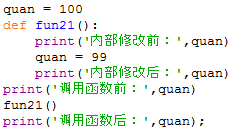 quan = 100
def fun21():
    print('内部修改前：',quan)
    quan = 99
    print('内部修改后：',quan)
print('调用函数前：',quan)
fun21()
print('调用函数后：',quan);